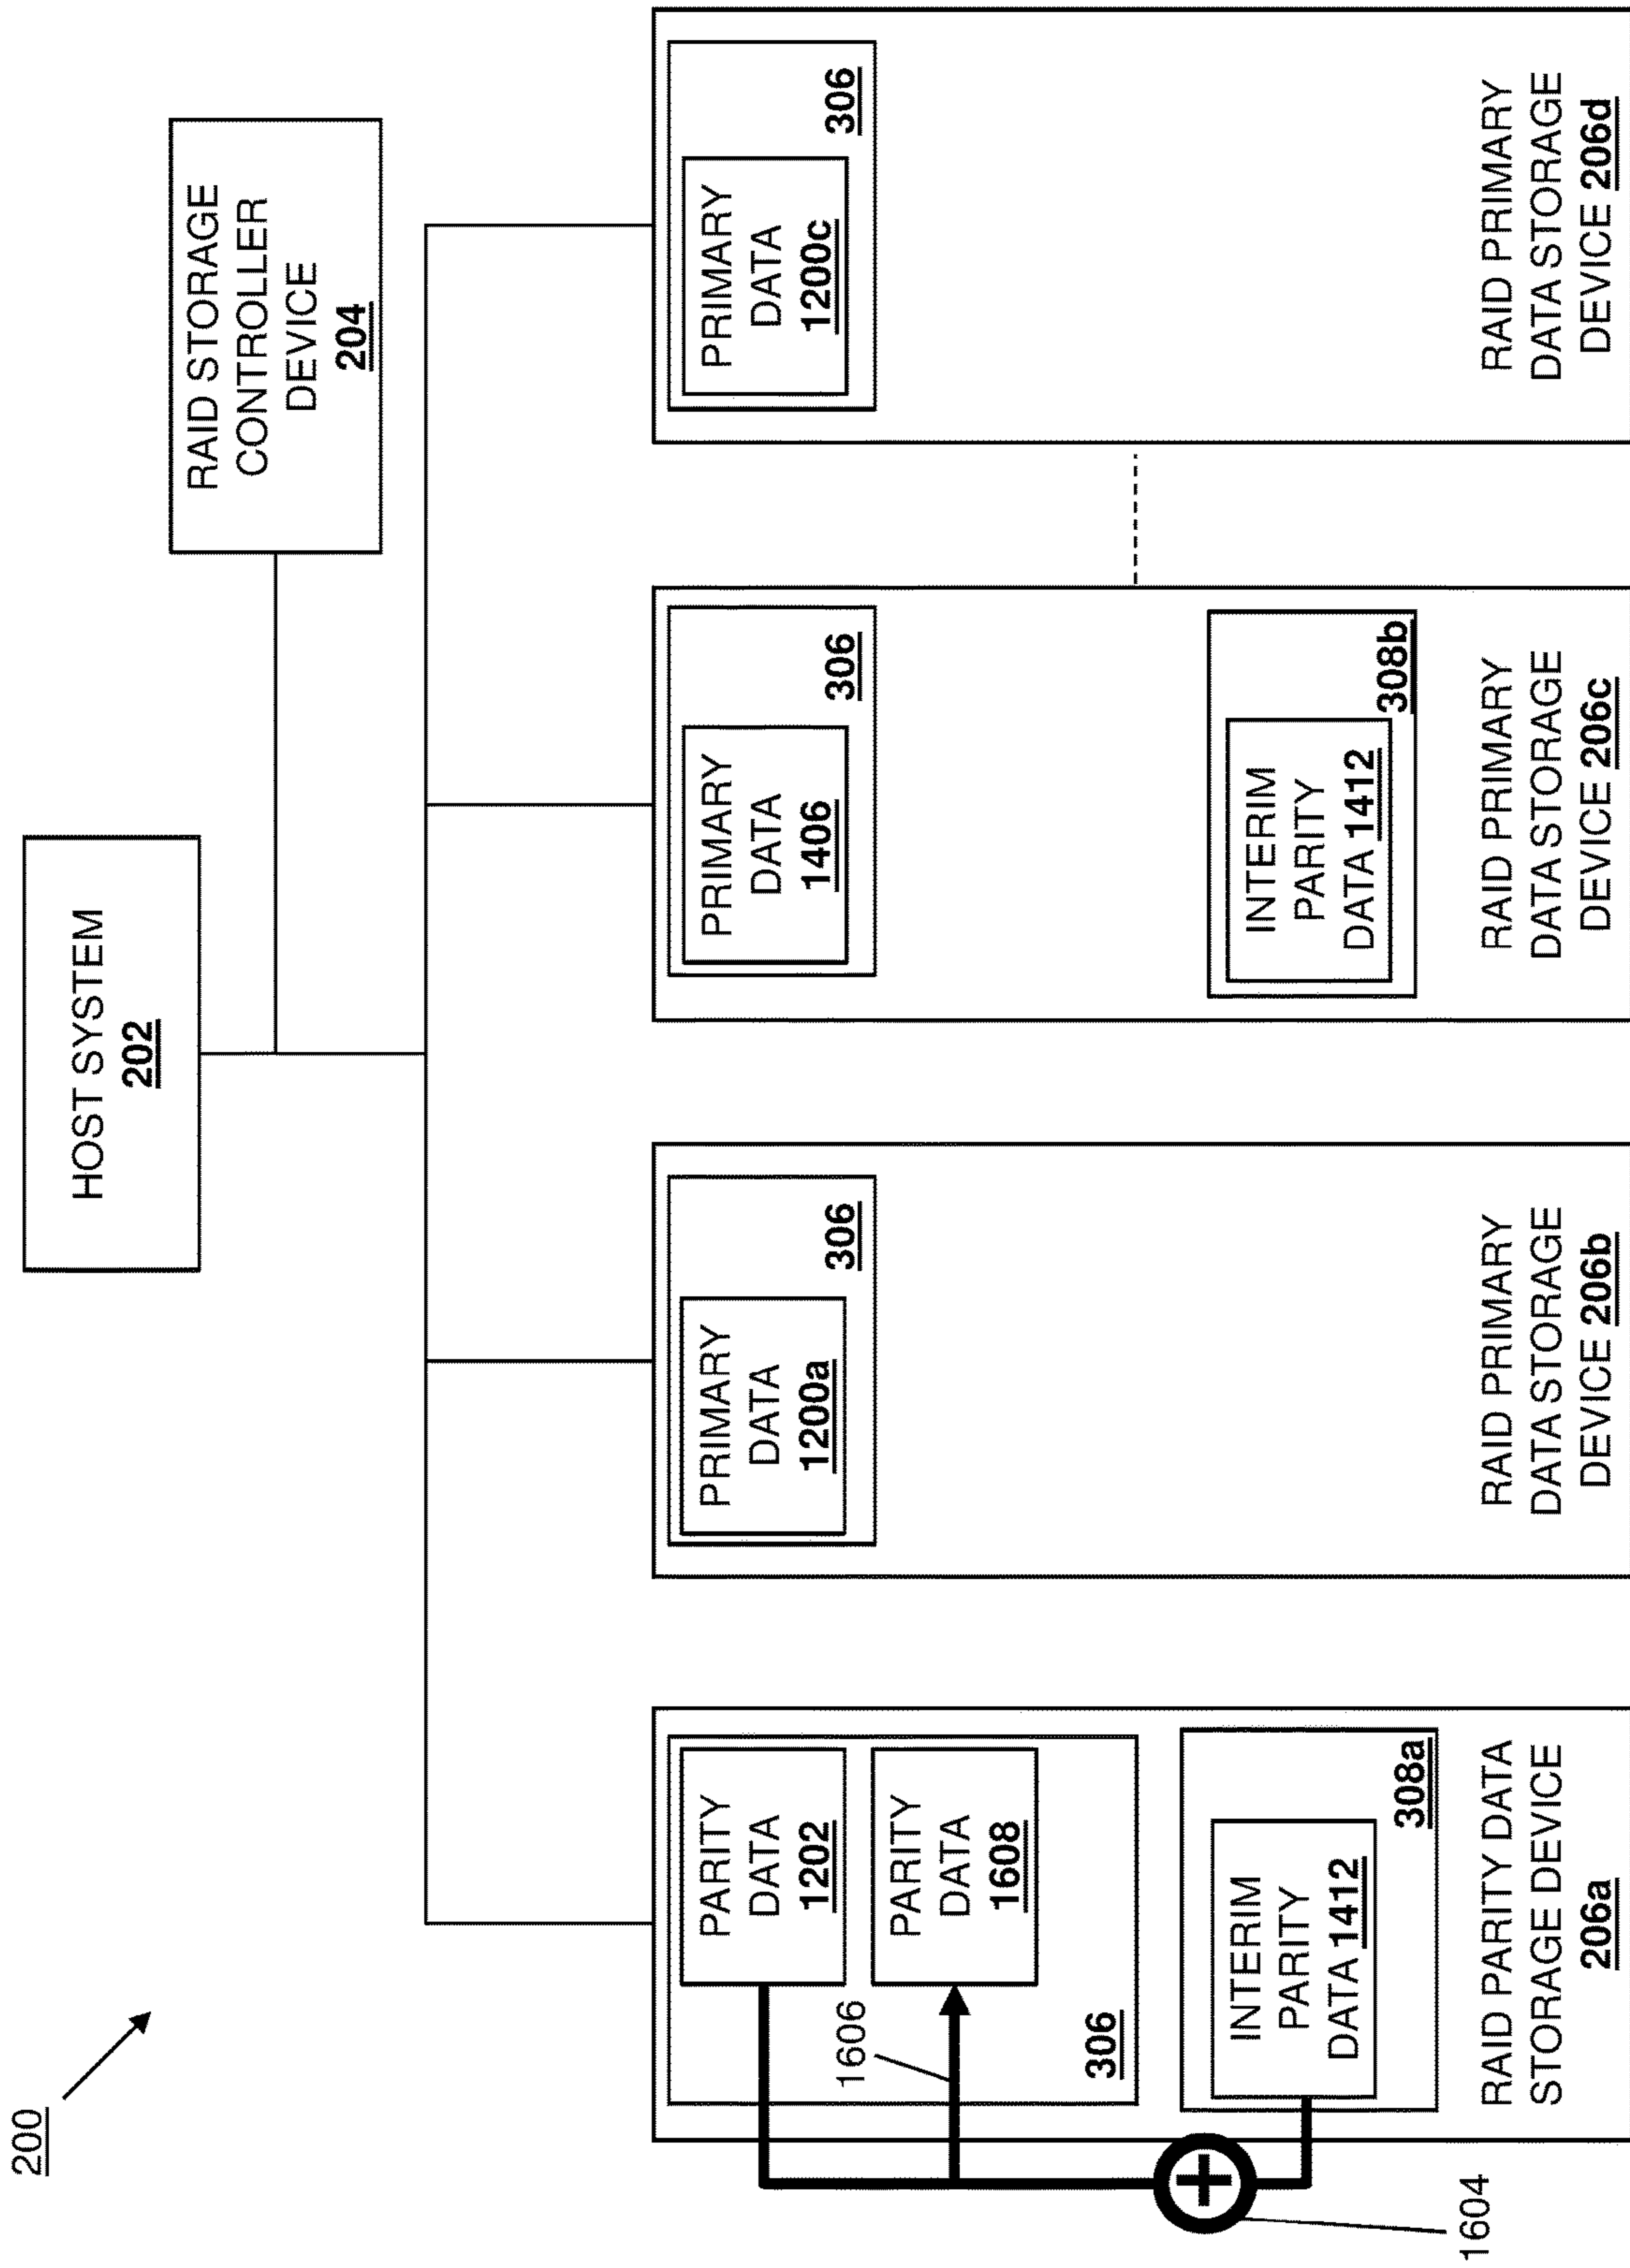 200
HOST SYSTEM
202
RAID STORAGE
CONTROLLER
DEVICE
204
PARITY
DATA
1202
PARITY
DATA
1608
1606
306
INTERIM
PARITY
DATA 1412
308a
RAID PARITY DATA
STORAGE DEVICE
206a
1604
PRIMARY
DATA
1200a
306
RAID PRIMARY
DATA STORAGE
DEVICE 206b
PRIMARY
DATA
1406
306
INTERIM
PARITY
DATA 1412
308b
RAID PRIMARY
DATA STORAGE
DEVICE 206c
PRIMARY
DATA
1200c
306
RAID PRIMARY
DATA STORAGE
DEVICE 206d